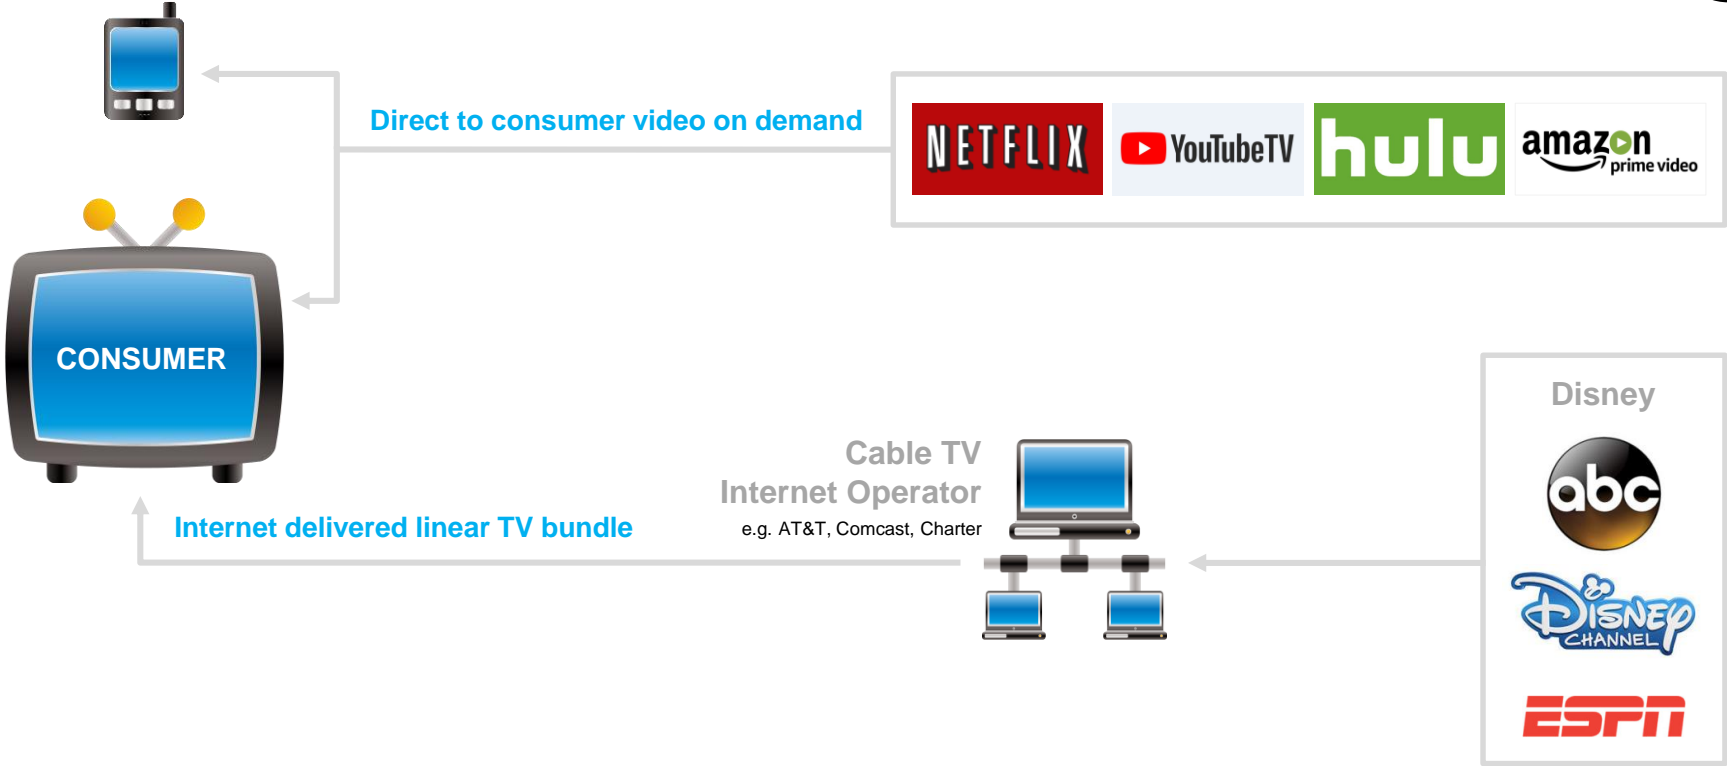 Direct to consumer video on demand
NETFLIX
YouTubeTV
hulu
amazon
prime video
CONSUMER
Disney
abc
Cable TV
Internet Operator
e.g. AT&T, Comcast, Charter
Internet delivered linear TV bundle
DISNEY
CHANNEL
ESPN